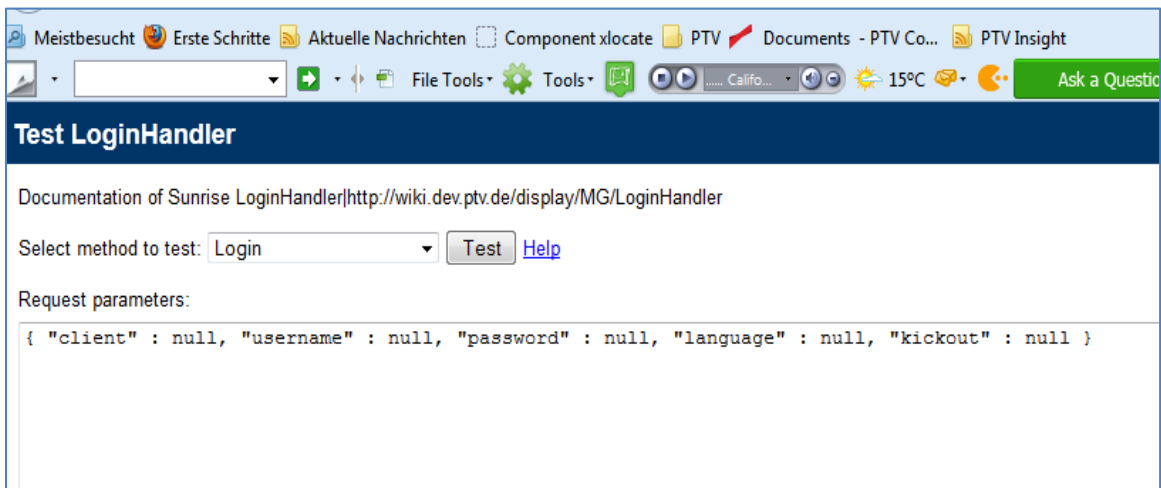 Meistbesucht Erste Schritte Aktuelle Nachrichten Component xlocate PTV Documents - PTV Co... PTV Insight
File Tools Tools ..... Califo... 15°C Ask a Questio
Test LoginHandler
Documentation of Sunrise LoginHandler|http://wiki.dev.ptv.de/display/MG/LoginHandler
Select method to test: Login Test Help
Request parameters:
{ "client" : null, "username" : null, "password" : null, "language" : null, "kickout" : null }